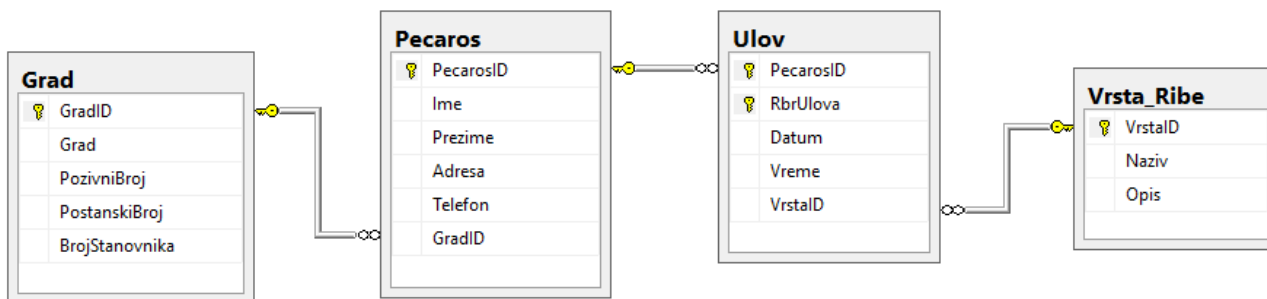 Grad
GradID
Grad
PozivniBroj
PostanskiBroj
BrojStanovnika
Pecaros
PecarosID
Ime
Prezime
Adresa
Telefon
GradID
Ulov
PecarosID
RbrUlova
Datum
Vreme
VrstaID
Vrsta_Ribe
VrstaID
Naziv
Opis